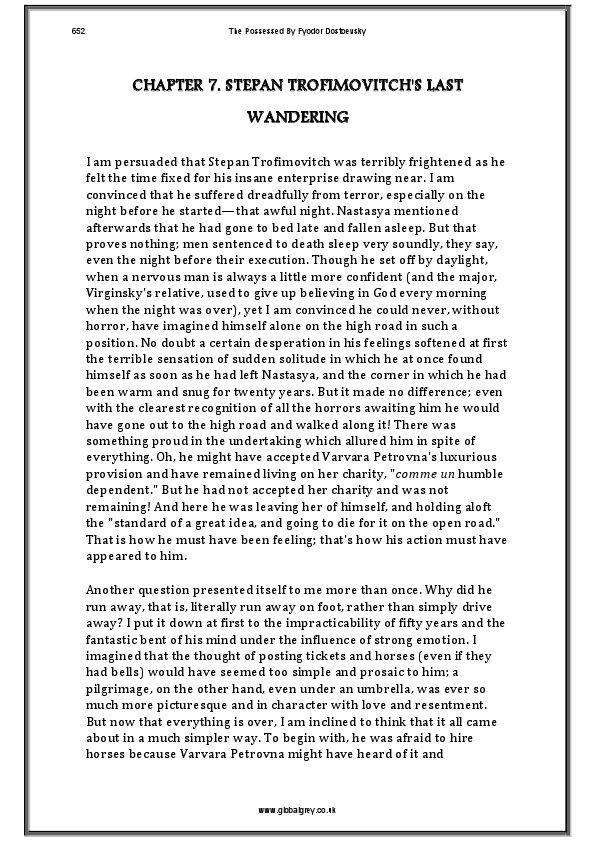 652
The Possessed By Fyodor Dostoevsky
CHAPTER 7. STEPAN TROFIMOVITCH'S LAST
WANDERING
I am persuaded that Stepan Trofimovitch was terribly frightened as he
felt the time fixed for his insane enterprise drawing near. I am
convinced that he suffered dreadfully from terror, especially on the
night before he started—that awful night. Nastasya mentioned
afterwards that he had gone to bed late and fallen asleep. But that
proves nothing; men sentenced to death sleep very soundly, they say,
even the night before their execution. Though he set off by daylight,
when a nervous man is always a little more confident (and the major,
Virginsky's relative, used to give up believing in God every morning
when the night was over), yet I am convinced he could never, without
horror, have imagined himself alone on the high road in such a
position. No doubt a certain desperation in his feelings softened at first
the terrible sensation of sudden solitude in which he at once found
himself as soon as he had left Nastasya, and the corner in which he had
been warm and snug for twenty years. But it made no difference; even
with the clearest recognition of all the horrors awaiting him he would
have gone out to the high road and walked along it! There was
something proud in the undertaking which allured him in spite of
everything. Oh, he might have accepted Varvara Petrovna's luxurious
provision and have remained living on her charity, "comme un humble
dependent." But he had not accepted her charity and was not
remaining! And here he was leaving her of himself, and holding aloft
the "standard of a great idea, and going to die for it on the open road."
That is how he must have been feeling; that's how his action must have
appeared to him.
Another question presented itself to me more than once. Why did he
run away, that is, literally run away on foot, rather than simply drive
away? I put it down at first to the impracticability of fifty years and the
fantastic bent of his mind under the influence of strong emotion. I
imagined that the thought of posting tickets and horses (even if they
had bells) would have seemed too simple and prosaic to him; a
pilgrimage, on the other hand, even under an umbrella, was ever so
much more picturesque and in character with love and resentment.
But now that everything is over, I am inclined to think that it all came
about in a much simpler way. To begin with, he was afraid to hire
horses because Varvara Petrovna might have heard of it and
www.globalgrey.co.uk